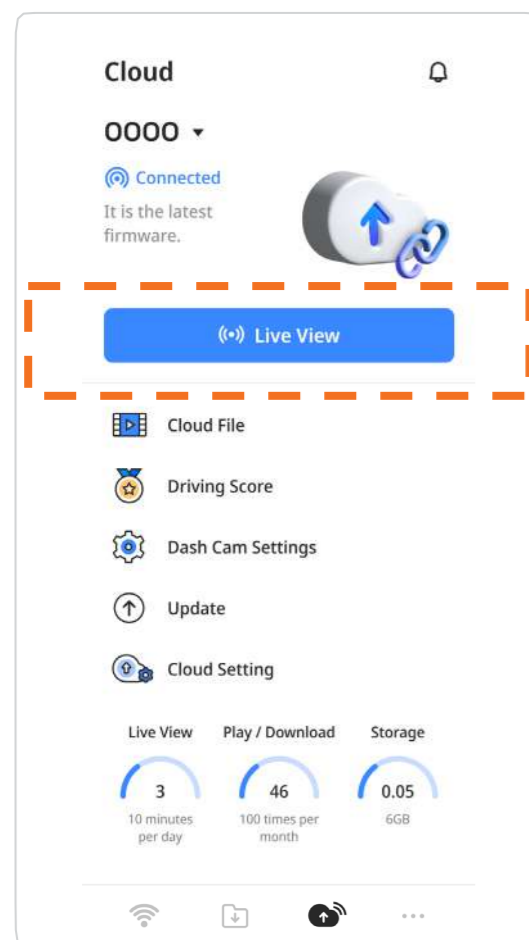 Cloud
0000
Connected
It is the latest
firmware.
Live View
Cloud File
Driving Score
Dash Cam Settings
Update
Cloud Setting
Live View Play / Download Storage
3 46 0.05
10 minutes 100 times per 6GB
per day month